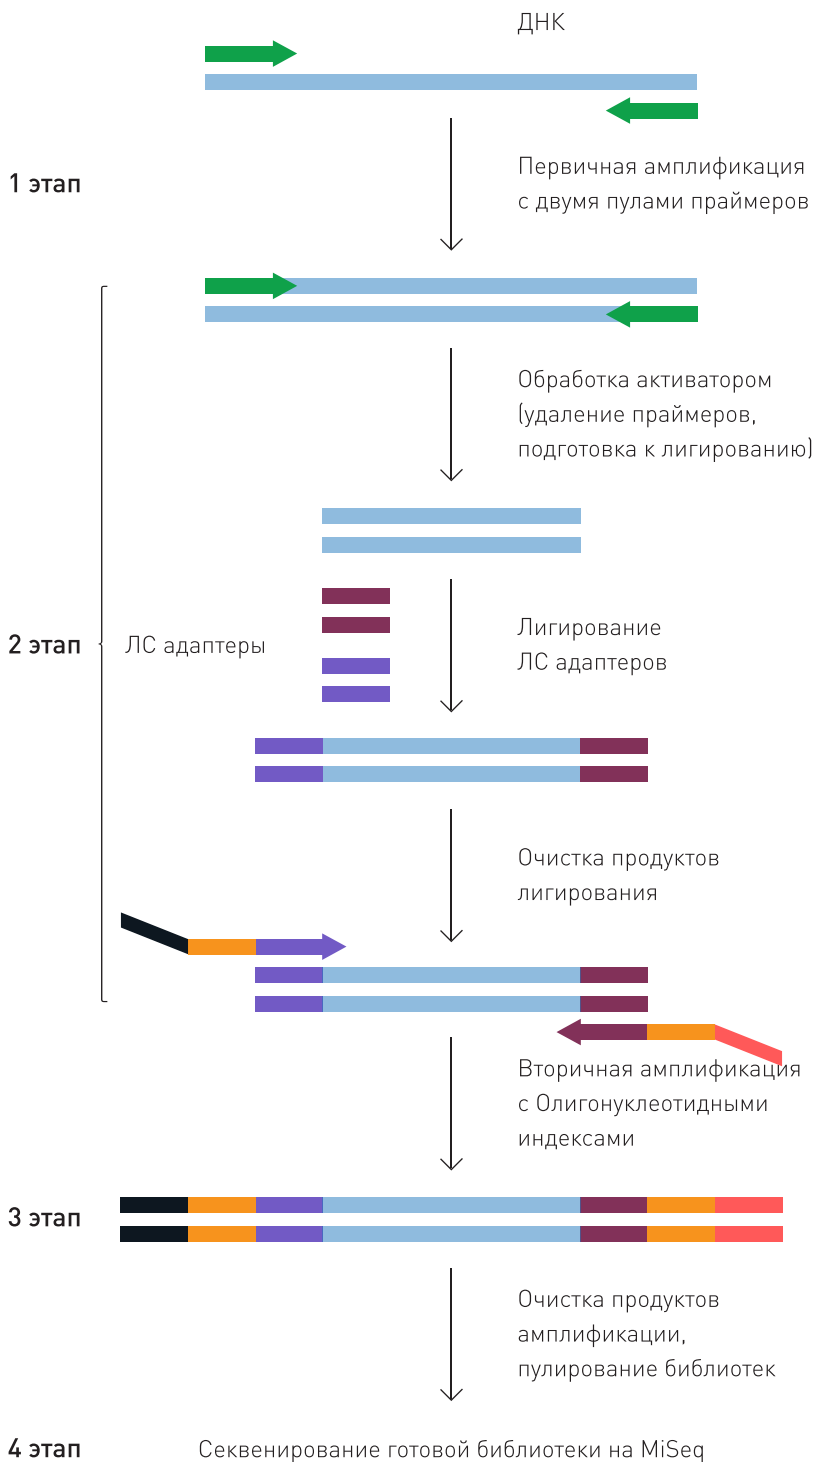 ДНК
1 этап
Первичная амплификация
с двумя пулами праймеров
Обработка активатором
(удаление праймеров,
подготовка к лигированию)
2 этап
ЛС адаптеры
Лигирование
ЛС адаптеров
Очистка продуктов
лигирования
Вторичная амплификация
с Олигонуклеотидными
индексами
3 этап
Очистка продуктов
амплификации,
пулирование библиотек
4 этап
Секвенирование готовой библиотеки на MiSeq